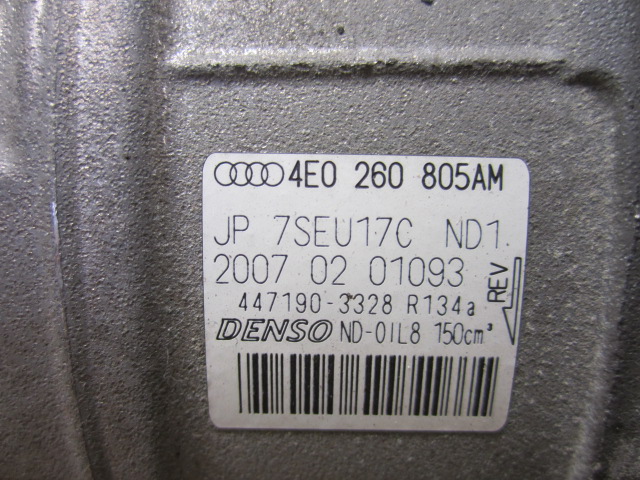 4E0 260 805AM
JP 7SEU17C ND1.
2007 02 01093
447190-3328 R134a
REV
DENSO ND-OIL8 150cm³